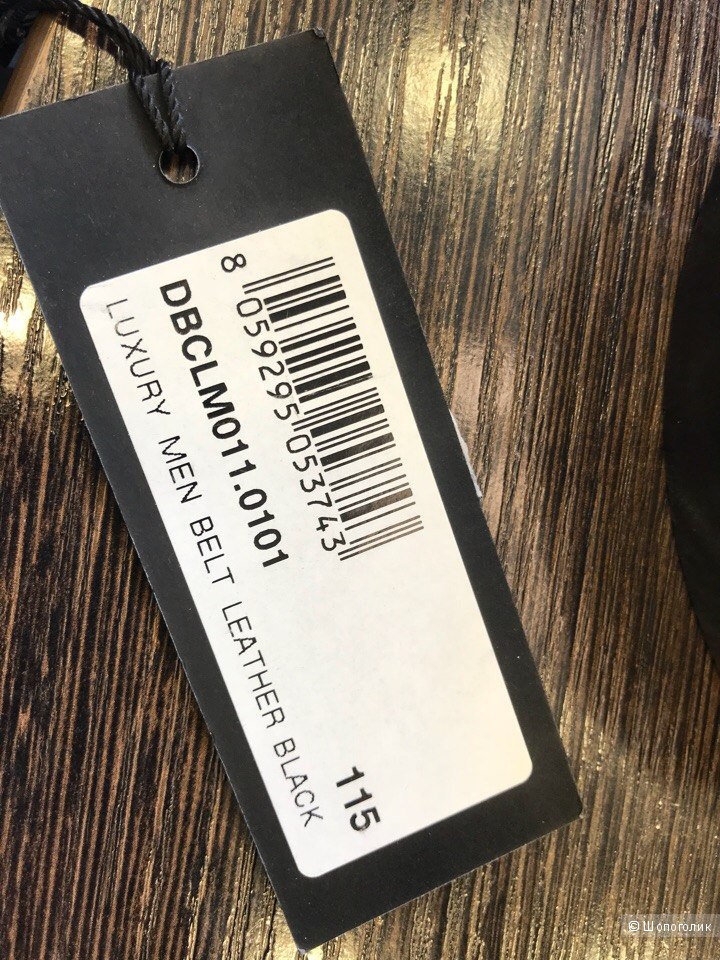 8 059295 053743
DBCLM011.0101
LUXURY MEN BELT LEATHER BLACK
115
© Шопоголик